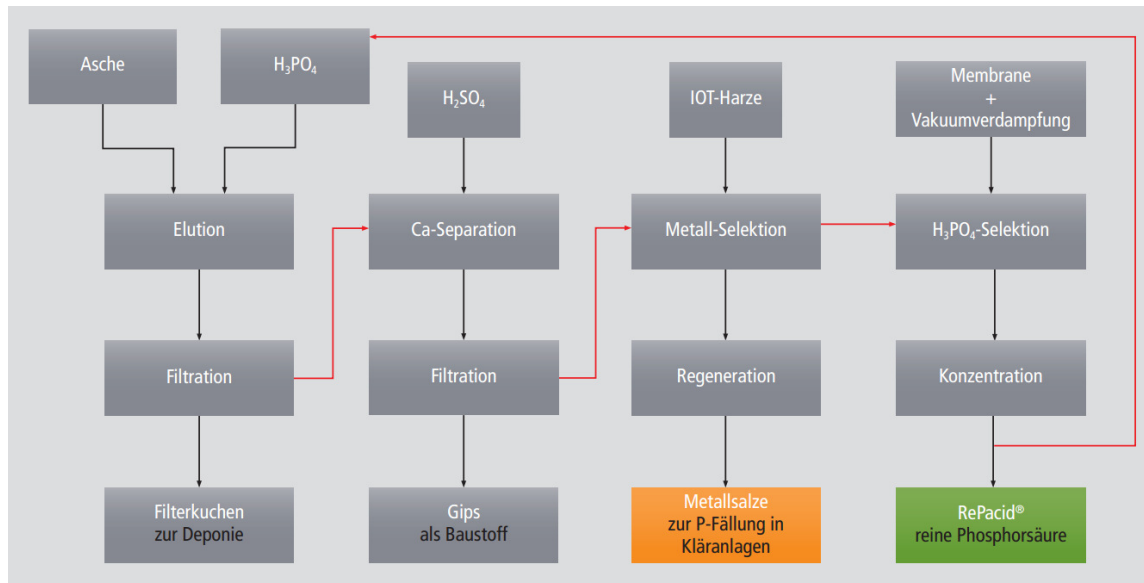 Asche
H₃PO₄
H₂SO₄
IOT-Harze
Membrane
+
Vakuumverdampfung
Elution
Ca-Separation
Metall-Selektion
H₃PO₄-Selektion
Filtration
Filtration
Regeneration
Konzentration
Filterkuchen
zur Deponie
Gips
als Baustoff
Metallsalze
zur P-Fällung in
Kläranlagen
RePacid®
reine Phosphorsäure